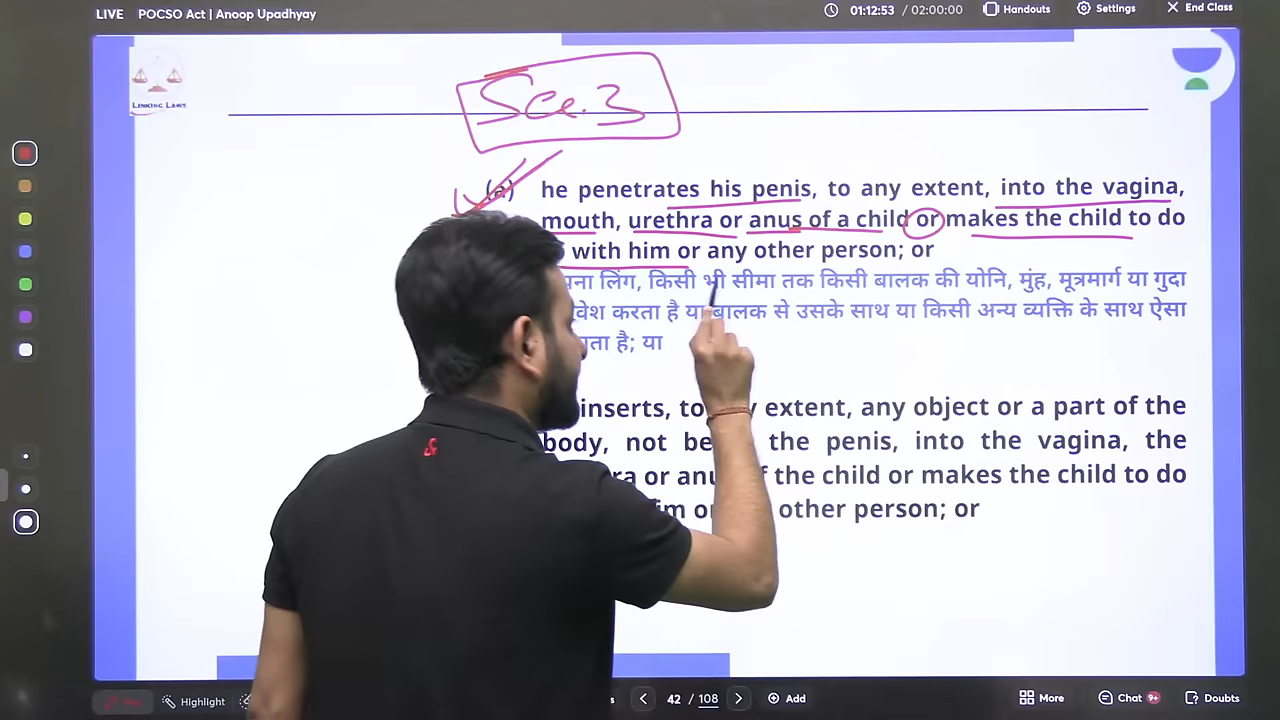 LIVE POCSO Act | Anoop Upadhyay 01:12:53 / 02:00:00 Handouts Settings End Class
LINKING LAWS
Sec. 3
(a) he penetrates his penis, to any extent, into the vagina,
mouth, urethra or anus of a child or makes the child to do
with him or any other person; or
लिंग, किसी भी सीमा तक किसी बालक की योनि, मुंह, मूत्रमार्ग या गुदा
करता है या बालक से उसके साथ या किसी अन्य व्यक्ति के साथ ऐसा
है; या
inserts, to extent, any object or a part of the
body, not the penis, into the vagina, the
or of the child or makes the child to do
other person; or
Highlight 42 / 108 Add More Chat 9+ Doubts